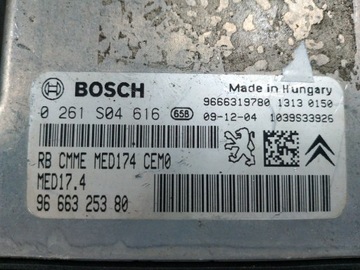 BOSCH
Made in Hungary
9666319780 1313 0150
0 261 S04 616 658 09-12-04 1039S33926
RB CMME MED174 CEM0
MED17.4
96 663 253 80